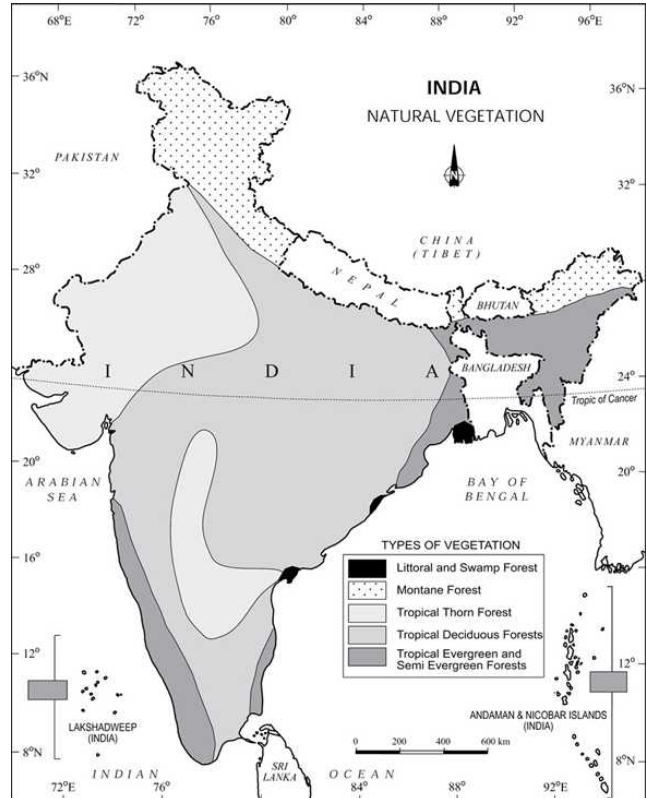 68°E 72° 76° 80° 84° 88° 92° 96°E
INDIA
NATURAL VEGETATION
N
36°N
36°N
PAKISTAN
32°
32°
CHINA
(TIBET)
28°
28°
NEPAL
BHUTAN
INDIA
BANGLADESH
24°
Tropic of Cancer
MYANMAR
20°
20°
ARABIAN
SEA
BAY OF
BENGAL
16°
16°
TYPES OF VEGETATION
Littoral and Swamp Forest
Montane Forest
Tropical Thorn Forest
Tropical Deciduous Forests
Tropical Evergreen and
Semi Evergreen Forests
12°
12°
LAKSHADWEEP
(INDIA)
ANDAMAN & NICOBAR ISLANDS
(INDIA)
0 200 400 600 km
8°N
8°N
SRI
LANKA
INDIAN OCEAN
72° 76° 84° 88° 92°E